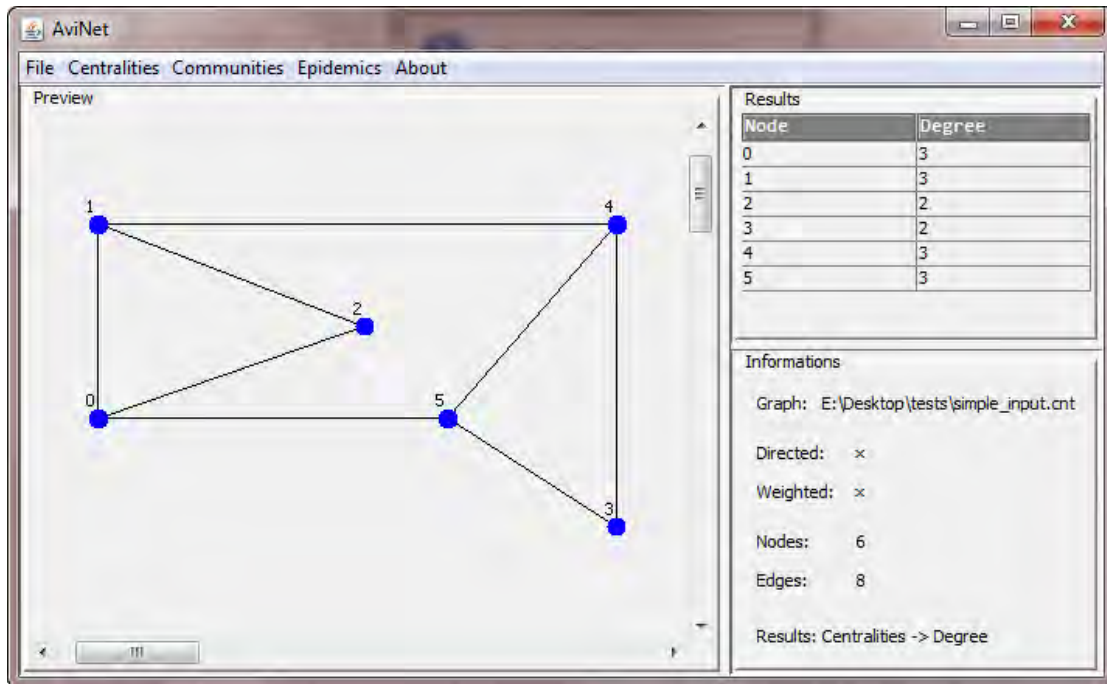 AviNet
File Centralities Communities Epidemics About
Preview
1
4
2
0
5
3
Results
Node Degree
0 3
1 3
2 2
3 2
4 3
5 3
Informations
Graph: E:\Desktop\tests\simple_input.cnt
Directed: ×
Weighted: ×
Nodes: 6
Edges: 8
Results: Centralities -> Degree